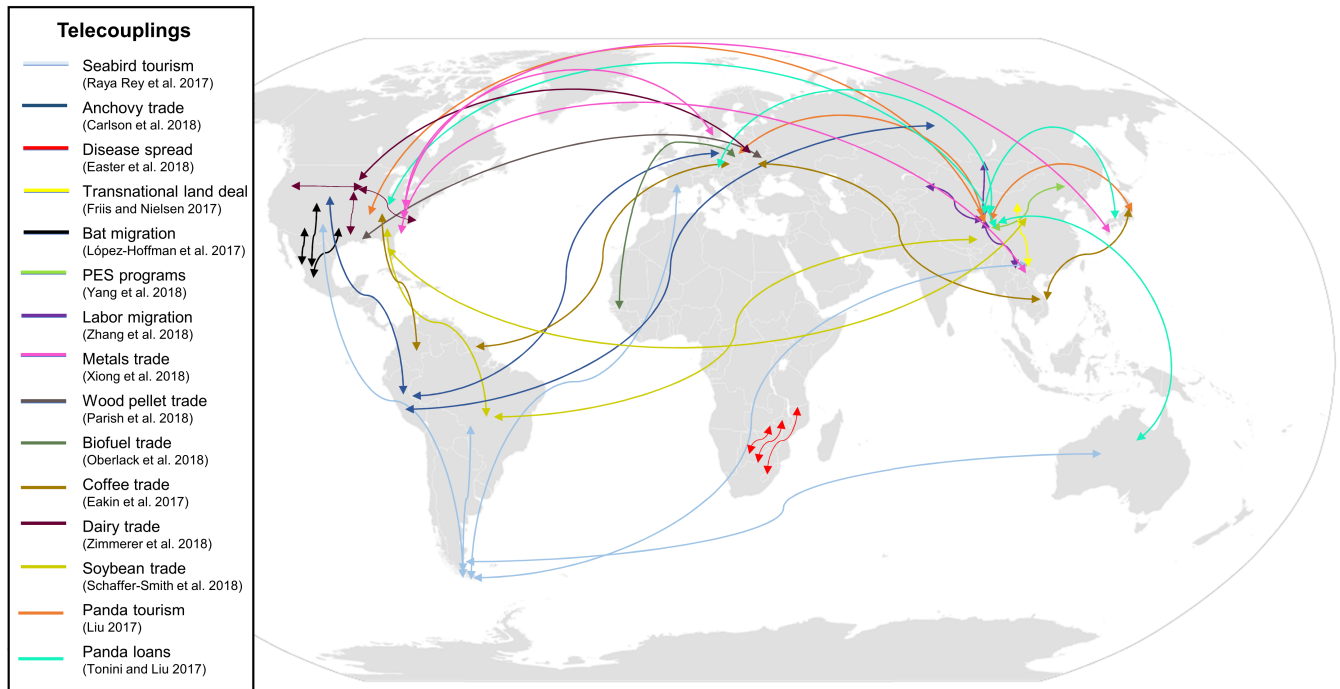 Telecouplings
Seabird tourism
(Raya Rey et al. 2017)
Anchovy trade
(Carlson et al. 2018)
Disease spread
(Easter et al. 2018)
Transnational land deal
(Friis and Nielsen 2017)
Bat migration
(López-Hoffman et al. 2017)
PES programs
(Yang et al. 2018)
Labor migration
(Zhang et al. 2018)
Metals trade
(Xiong et al. 2018)
Wood pellet trade
(Parish et al. 2018)
Biofuel trade
(Oberlack et al. 2018)
Coffee trade
(Eakin et al. 2017)
Dairy trade
(Zimmerer et al. 2018)
Soybean trade
(Schaffer-Smith et al. 2018)
Panda tourism
(Liu 2017)
Panda loans
(Tonini and Liu 2017)